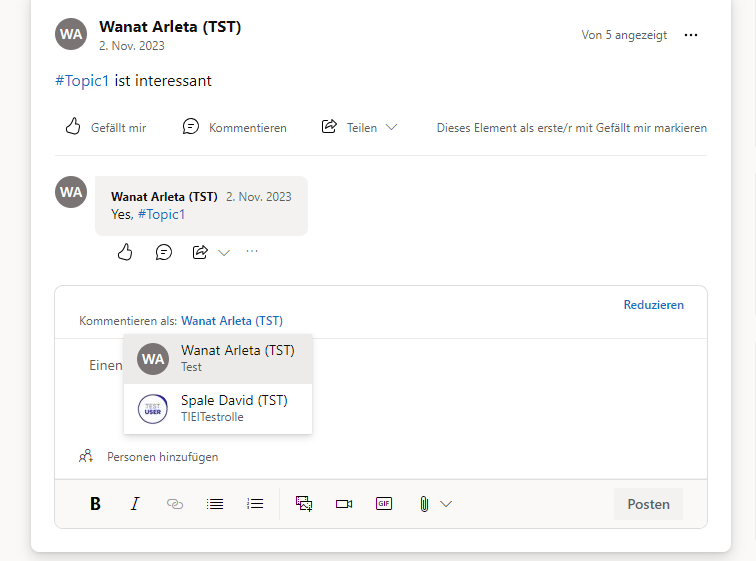 WA
Wanat Arleta (TST)
2. Nov. 2023
Von 5 angezeigt
#Topic1 ist interessant
Gefällt mir
Kommentieren
Teilen
Dieses Element als erste/r mit Gefällt mir markieren
WA
Wanat Arleta (TST) 2. Nov. 2023
Yes, #Topic1
Reduzieren
Kommentieren als: Wanat Arleta (TST)
Einen
WA
Wanat Arleta (TST)
Test
TEST
USER
Spale David (TST)
TIEITestrolle
Personen hinzufügen
B I
GIF
Posten